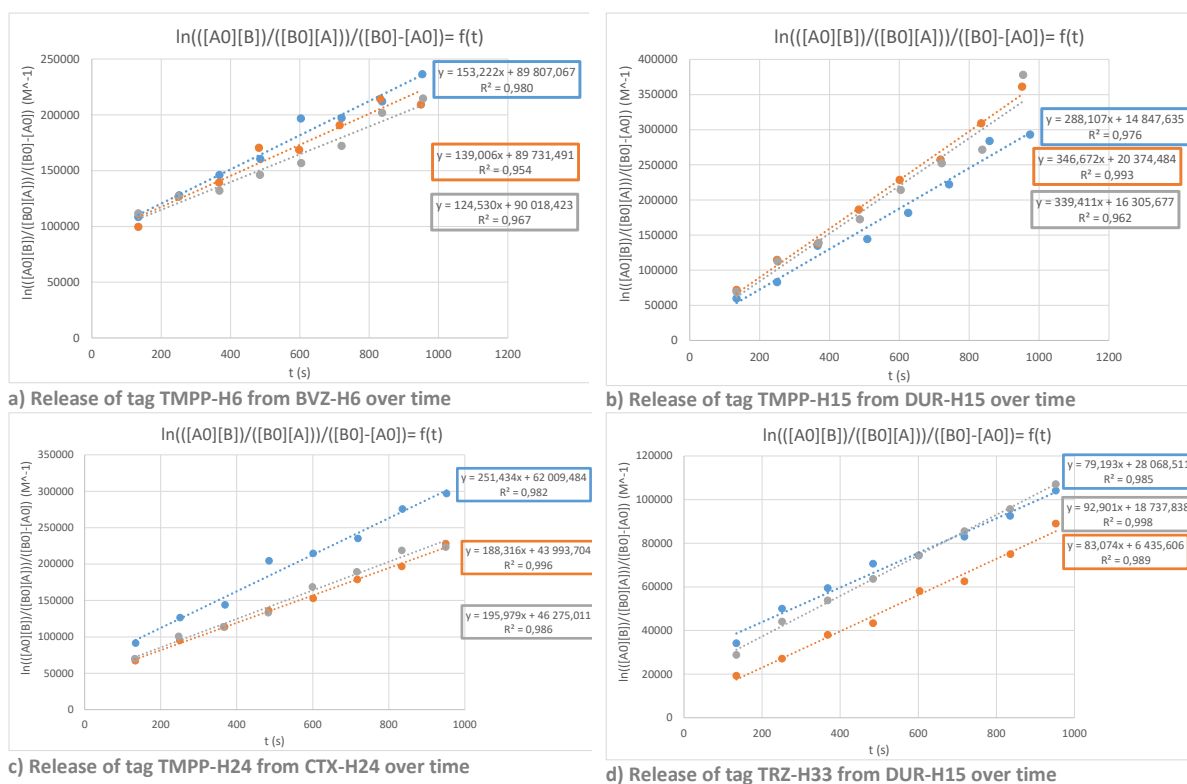 ln(([A0][B])/([B0][A]))/([B0]-[A0])= f(t)
ln(([A0][B])/([B0][A]))/([B0]-[A0]) (M^-1)
250000
200000
150000
100000
50000
0
0 200 400 600 800 1000 1200
t (s)
y = 153,222x + 89 807,067
R² = 0,980
y = 139,006x + 89 731,491
R² = 0,954
y = 124,530x + 90 018,423
R² = 0,967
a) Release of tag TMPP-H6 from BVZ-H6 over time
ln(([A0][B])/([B0][A]))/([B0]-[A0])= f(t)
ln(([A0][B])/([B0][A]))/([B0]-[A0]) (M^-1)
400000
350000
300000
250000
200000
150000
100000
50000
0
0 200 400 600 800 1000 1200
t (s)
y = 288,107x + 14 847,635
R² = 0,976
y = 346,672x + 20 374,484
R² = 0,993
y = 339,411x + 16 305,677
R² = 0,962
b) Release of tag TMPP-H15 from DUR-H15 over time
ln(([A0][B])/([B0][A]))/([B0]-[A0])= f(t)
ln(([A0][B])/([B0][A]))/([B0]-[A0]) (M^-1)
350000
300000
250000
200000
150000
100000
50000
0
0 200 400 600 800 1000
t (s)
y = 251,434x + 62 009,484
R² = 0,982
y = 188,316x + 43 993,704
R² = 0,996
y = 195,979x + 46 275,011
R² = 0,986
c) Release of tag TMPP-H24 from CTX-H24 over time
ln(([A0][B])/([B0][A]))/([B0]-[A0])= f(t)
ln(([A0][B])/([B0][A]))/([B0]-[A0]) (M^-1)
120000
100000
80000
60000
40000
20000
0
0 200 400 600 800 1000
t (s)
y = 79,193x + 28 068,511
R² = 0,985
y = 92,901x + 18 737,838
R² = 0,998
y = 83,074x + 6 435,606
R² = 0,989
d) Release of tag TRZ-H33 from DUR-H15 over time